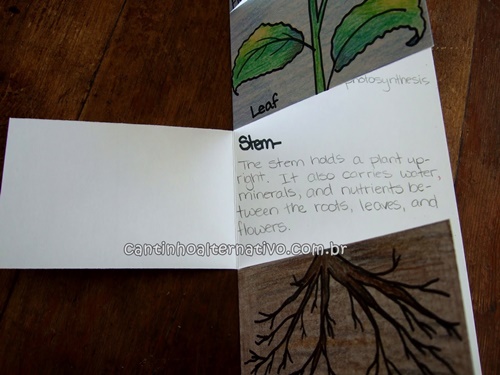 Leaf
photosynthesis
Stem-
The stem holds a plant up-
right. It also carries water,
minerals, and nutrients be-
tween the roots, leaves, and
flowers.
cantinhoalternativo.com.br